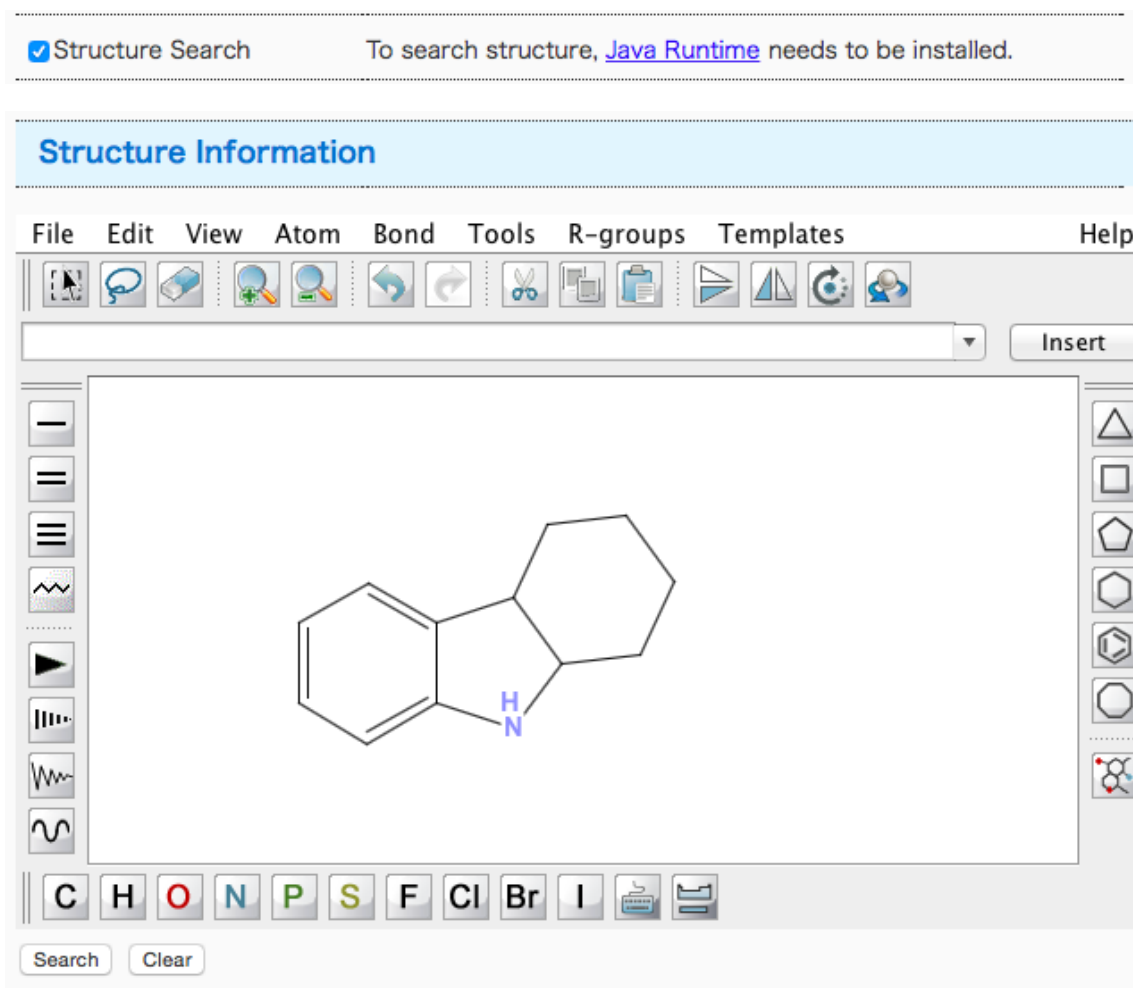 Structure Search To search structure, Java Runtime needs to be installed.
Structure Information
File Edit View Atom Bond Tools R-groups Templates Help
Insert
H
N
C H O N P S F Cl Br I
Search Clear